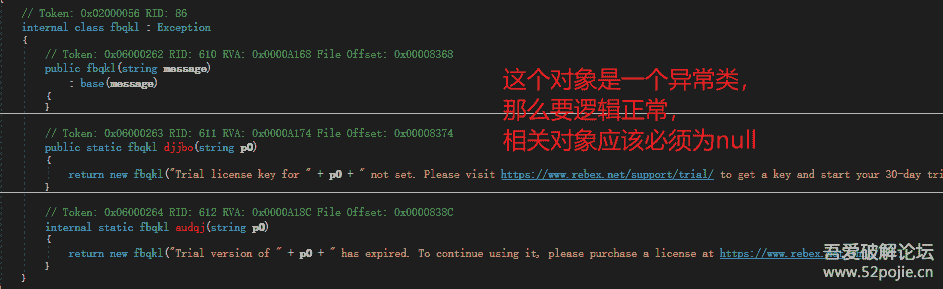 // Token: 0x02000056 RID: 86
internal class fbqkl : Exception
{
// Token: 0x06000262 RID: 610 RVA: 0x0000A168 File Offset: 0x00008368
public fbqkl(string message)
: base(message)
{
}
// Token: 0x06000263 RID: 611 RVA: 0x0000A174 File Offset: 0x00008374
public static fbqkl djjbo(string p0)
{
return new fbqkl("Trial license key for " + p0 + " not set. Please visit https://www.rebex.net/support/trial/ to get a key and start your 30-day tri
}
// Token: 0x06000264 RID: 612 RVA: 0x0000A18C File Offset: 0x0000838C
internal static fbqkl audqj(string p0)
{
return new fbqkl("Trial version of " + p0 + " has expired. To continue using it, please purchase a license at https://www.rebex.
}
}
这个对象是一个异常类，
那么要逻辑正常，
相关对象应该必须为null
吾爱破解论坛
www.52pojie.cn